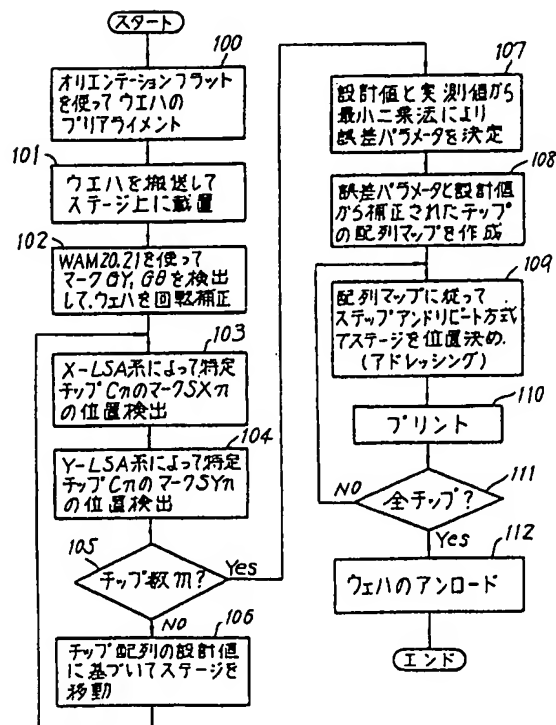 スタート
100
オリエンテーションフラット
を使ってウエハの
プリアライメント
101
ウエハを搬送して
ステージ上に載置
102
WAM20,21を使って
マークGY,Gθを検出
して,ウェハを回転補正
103
X-LSA系によって,特定
チップCnのマークSXn
の位置検出
104
Y-LSA系によって特定
チップCnのマークSYn
の位置検出
105
チップ数m?
Yes
NO
106
チップ配列の設計値
に基づいてステージを
移動
107
設計値と実測値から
最小二乗法により
誤差パラメータを決定
108
誤差パラメータと設計値
から補正されたチップ
の配列マップを作成
109
配列マップに従って
ステップアンドリピート方式
でステージを位置決め
(アドレッシング)
110
プリント
111
全チップ?
NO
Yes
112
ウェハのアンロード
エンド